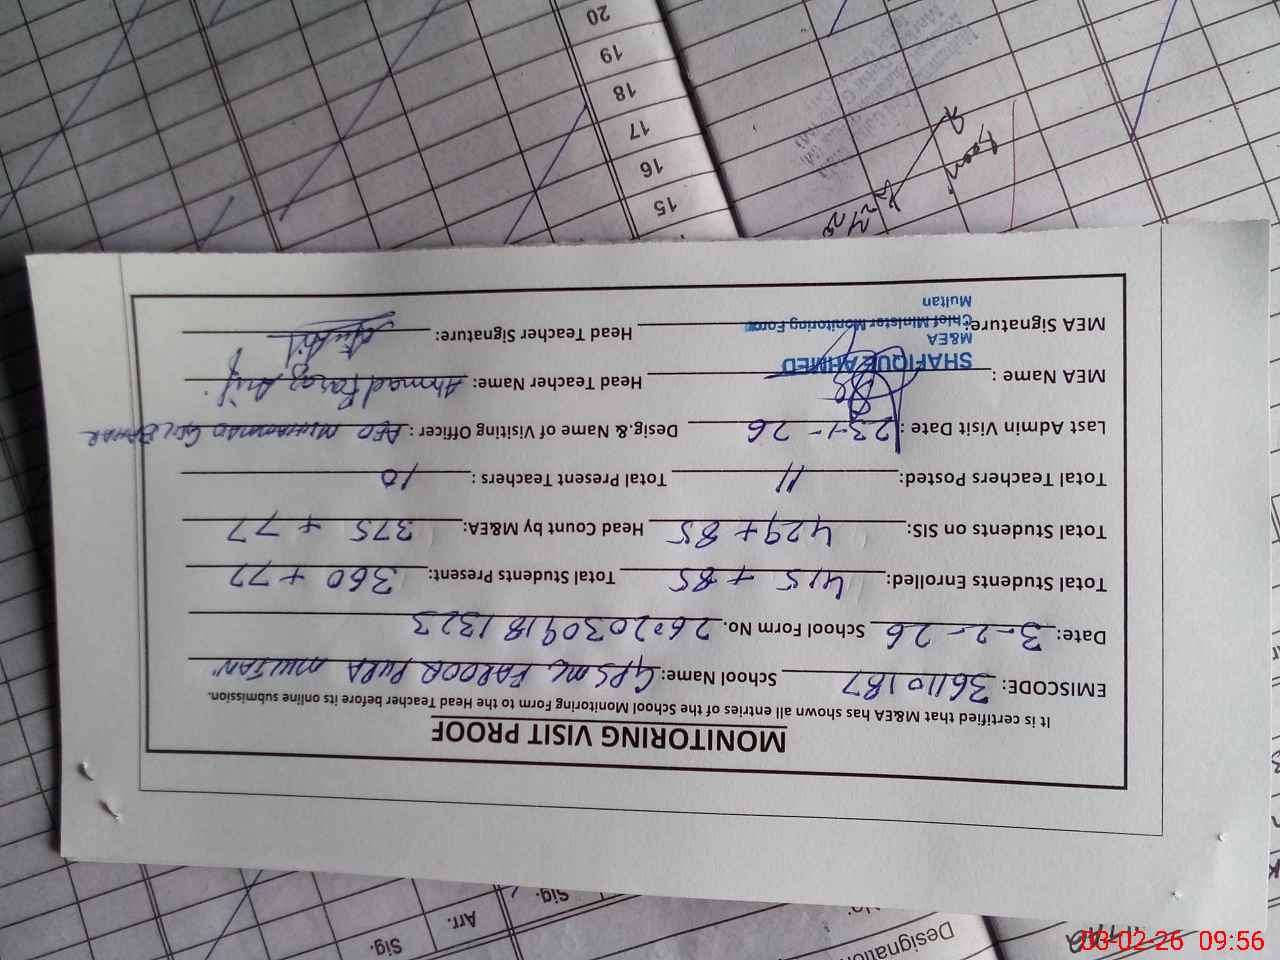 MONITORING VISIT PROOF
It is certified that M&EA has shown all entries of the School Monitoring Form to the Head Teacher before its online submission.
EMISCODE: 36110187 School Name: GPS MC FAROOQ PURA MULTAN
Date: 3-2-26 School Form No. 26020309181323
Total Students Enrolled: 415 + 85 Total Students Present: 360 + 77
Total Students on SIS: 429 + 85 Head Count by M&EA: 375 + 77
Total Teachers Posted: 11 Total Present Teachers: 10
Last Admin Visit Date: 23-1-26 Desig.& Name of Visiting Officer: AEO MUHAMMAD GUL BAHAR
MEA Name : Head Teacher Name: Ahmad Faraz Arif
SHAFIQUE AHMED
M&EA
MEA Signature: Head Teacher Signature:
Chief Minister Monitoring Force
Multan
15
16
17
18
19
20
Sig.
Arr.
Sig.
Designation
03-02-26 09:56